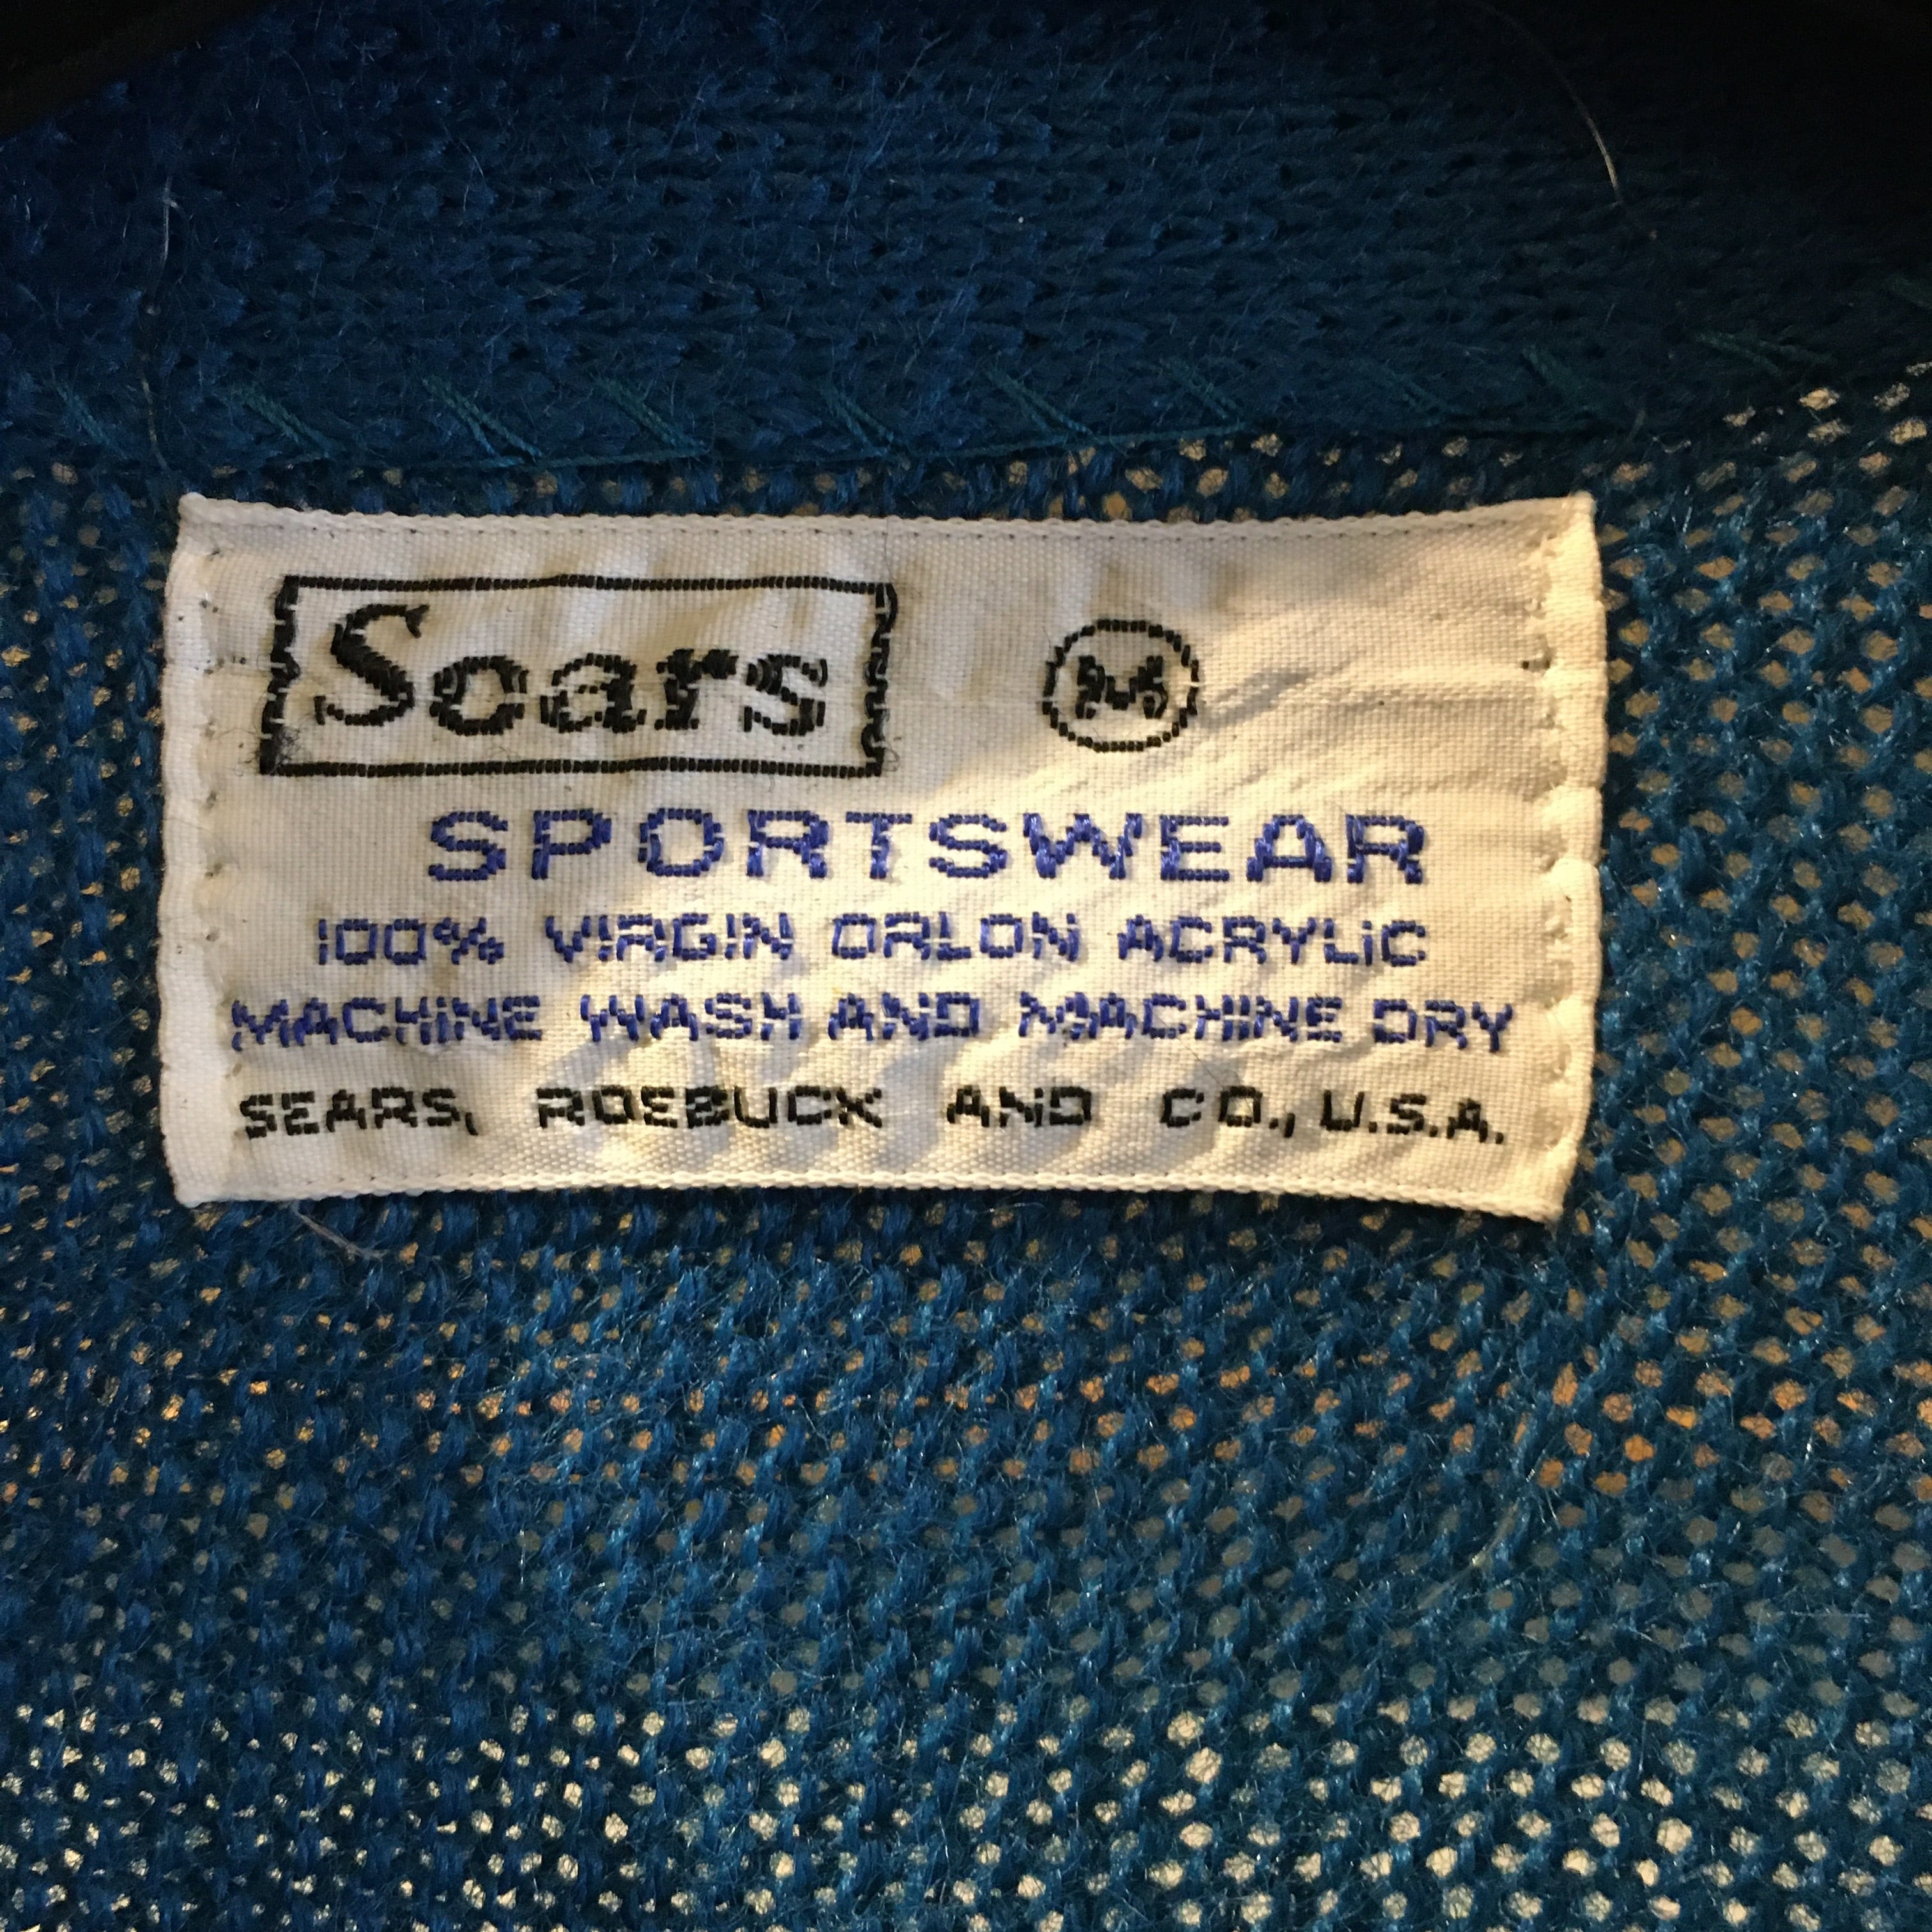 Sears M
SPORTSWEAR
100% VIRGIN ORLON ACRYLIC
MACHINE WASH AND MACHINE DRY
SEARS, ROEBUCK AND CO., U.S.A.